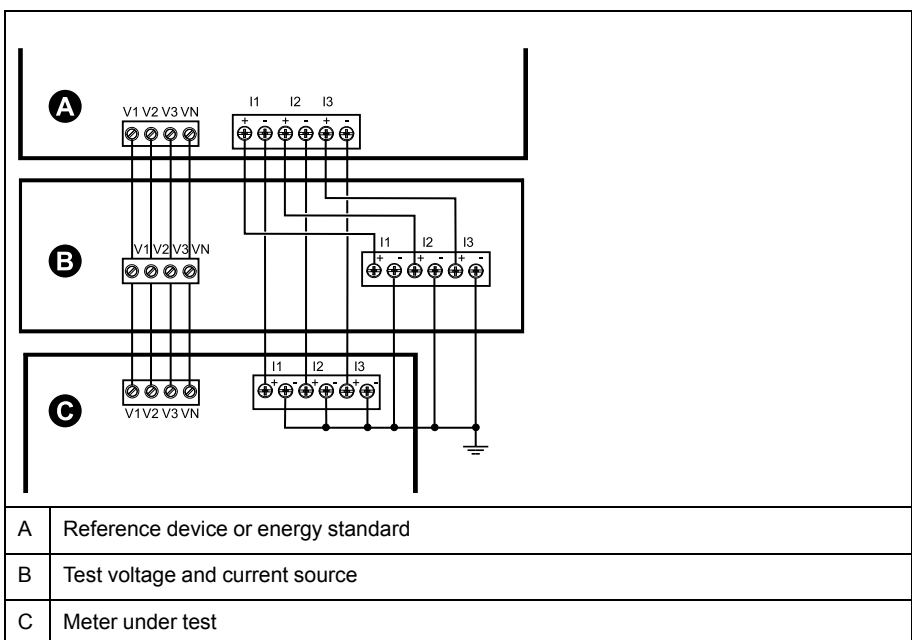 A
V1 V2 V3 VN
I1 I2 I3
+ - + - + -
B
V1 V2 V3 VN
I1 I2 I3
+ - + - + -
C
I1 I2 I3
+ - + - + -
V1 V2 V3 VN
A Reference device or energy standard
B Test voltage and current source
C Meter under test